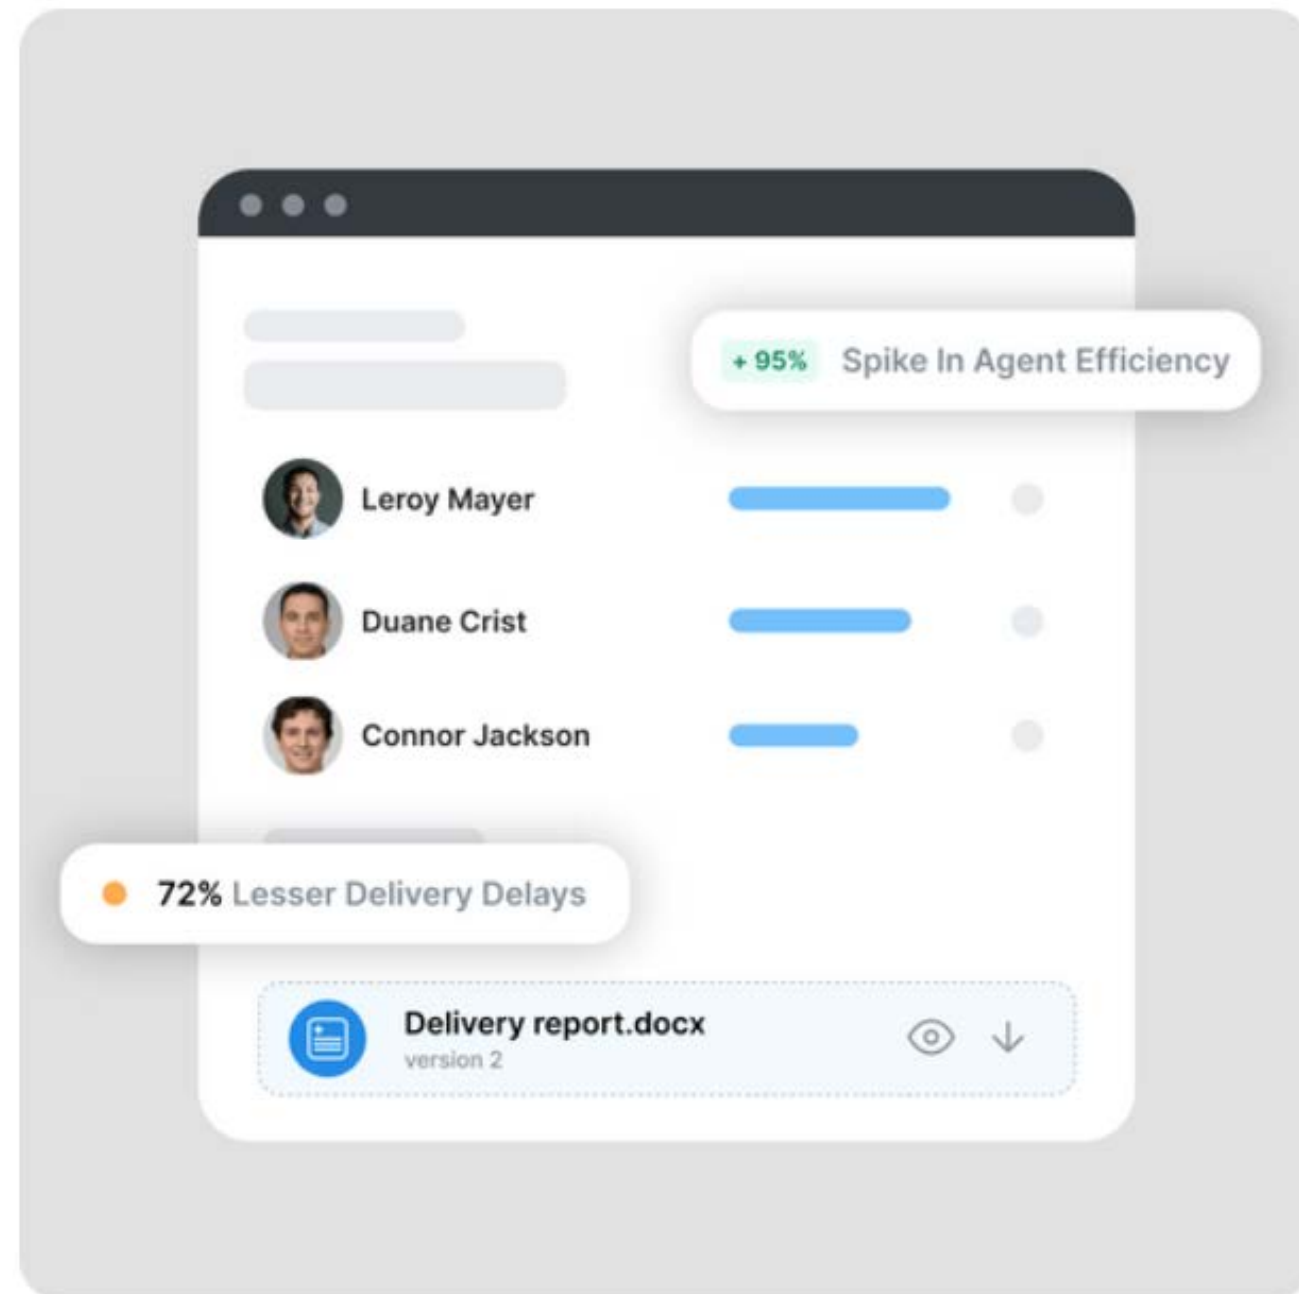 + 95% Spike In Agent Efficiency
Leroy Mayer
Duane Crist
Connor Jackson
72% Lesser Delivery Delays
Delivery report.docx
version 2